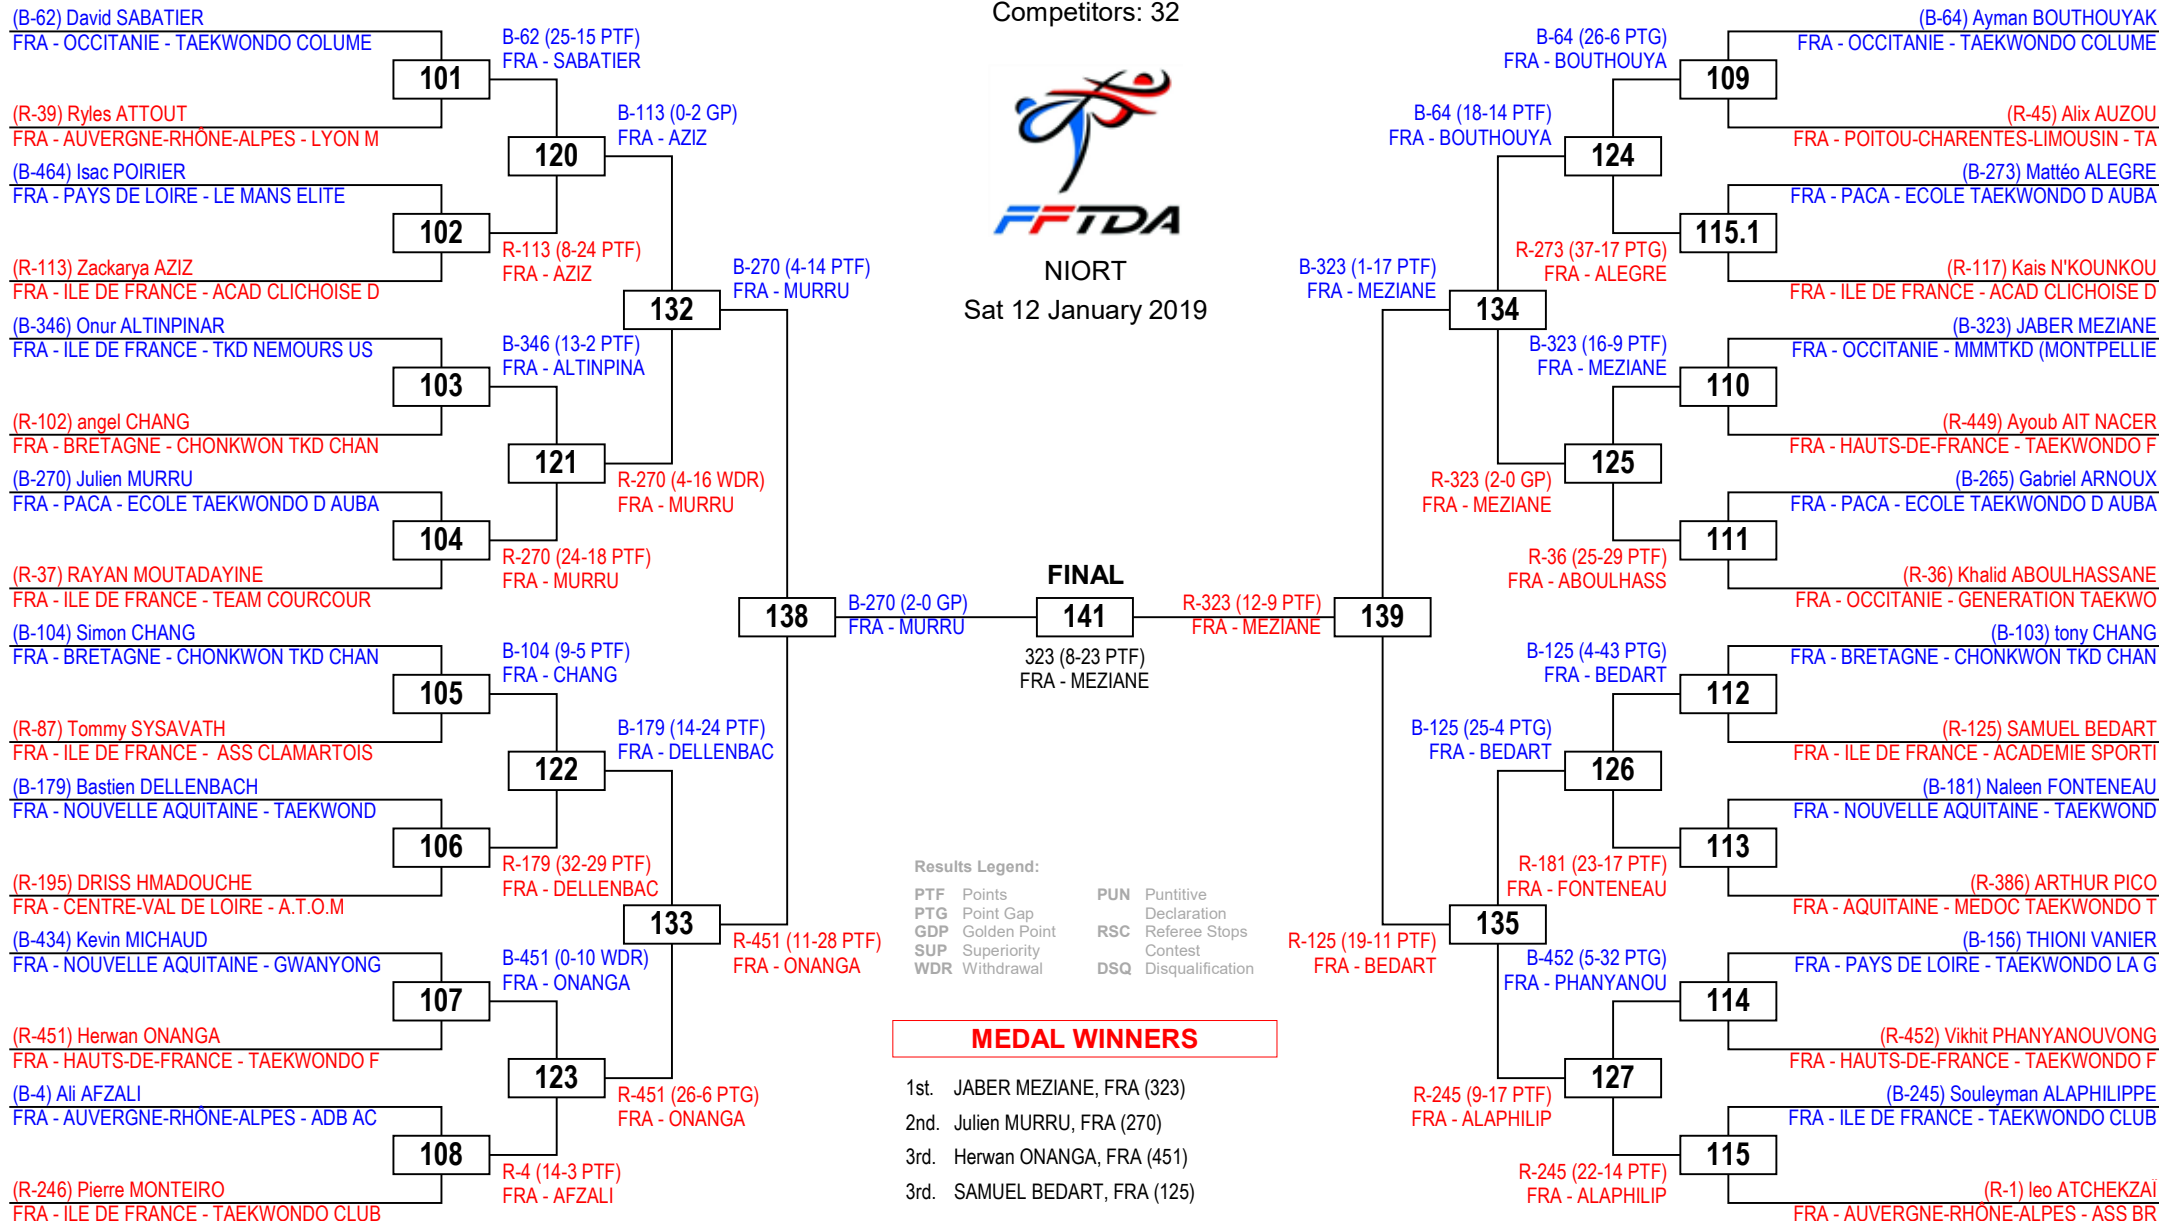 Competitors: 32
FFTDA
NIORT
Sat 12 January 2019
(B-62) David SABATIER
FRA - OCCITANIE - TAEKWONDO COLUME
101
(R-39) Ryles ATTOUT
FRA - AUVERGNE-RHÔNE-ALPES - LYON M
(B-464) Isac POIRIER
FRA - PAYS DE LOIRE - LE MANS ELITE
102
(R-113) Zackarya AZIZ
FRA - ILE DE FRANCE - ACAD CLICHOISE D
(B-346) Onur ALTINPINAR
FRA - ILE DE FRANCE - TKD NEMOURS US
103
(R-102) angel CHANG
FRA - BRETAGNE - CHONKWON TKD CHAN
(B-270) Julien MURRU
FRA - PACA - ECOLE TAEKWONDO D AUBA
104
(R-37) RAYAN MOUTADAYINE
FRA - ILE DE FRANCE - TEAM COURCOUR
(B-104) Simon CHANG
FRA - BRETAGNE - CHONKWON TKD CHAN
105
(R-87) Tommy SYSAVATH
FRA - ILE DE FRANCE - ASS CLAMARTOIS
(B-179) Bastien DELLENBACH
FRA - NOUVELLE AQUITAINE - TAEKWOND
106
(R-195) DRISS HMADOUCHE
FRA - CENTRE-VAL DE LOIRE - A.T.O.M
(B-434) Kevin MICHAUD
FRA - NOUVELLE AQUITAINE - GWANYONG
107
(R-451) Herwan ONANGA
FRA - HAUTS-DE-FRANCE - TAEKWONDO F
(B-4) Ali AFZALI
FRA - AUVERGNE-RHÔNE-ALPES - ADB AC
108
(R-246) Pierre MONTEIRO
FRA - ILE DE FRANCE - TAEKWONDO CLUB
B-62 (25-15 PTF)
FRA - SABATIER
120
R-113 (8-24 PTF)
FRA - AZIZ
B-346 (13-2 PTF)
FRA - ALTINPINA
121
R-270 (24-18 PTF)
FRA - MURRU
B-104 (9-5 PTF)
FRA - CHANG
122
R-179 (32-29 PTF)
FRA - DELLENBAC
B-451 (0-10 WDR)
FRA - ONANGA
123
R-4 (14-3 PTF)
FRA - AFZALI
B-113 (0-2 GP)
FRA - AZIZ
132
R-270 (4-16 WDR)
FRA - MURRU
B-179 (14-24 PTF)
FRA - DELLENBAC
133
R-451 (26-6 PTG)
FRA - ONANGA
B-270 (4-14 PTF)
FRA - MURRU
138
R-451 (11-28 PTF)
FRA - ONANGA
B-270 (2-0 GP)
FRA - MURRU
FINAL
141
323 (8-23 PTF)
FRA - MEZIANE
R-323 (12-9 PTF)
FRA - MEZIANE
B-323 (1-17 PTF)
FRA - MEZIANE
139
R-125 (19-11 PTF)
FRA - BEDART
B-64 (18-14 PTF)
FRA - BOUTHOUYA
134
R-323 (2-0 GP)
FRA - MEZIANE
B-125 (25-4 PTG)
FRA - BEDART
135
R-245 (9-17 PTF)
FRA - ALAPHILIP
B-64 (26-6 PTG)
FRA - BOUTHOUYA
124
R-273 (37-17 PTG)
FRA - ALEGRE
B-323 (16-9 PTF)
FRA - MEZIANE
125
R-36 (25-29 PTF)
FRA - ABOULHASS
B-125 (4-43 PTG)
FRA - BEDART
126
R-181 (23-17 PTF)
FRA - FONTENEAU
B-452 (5-32 PTG)
FRA - PHANYANOU
127
R-245 (22-14 PTF)
FRA - ALAPHILIP
(B-64) Ayman BOUTHOUYAK
FRA - OCCITANIE - TAEKWONDO COLUME
109
(R-45) Alix AUZOU
FRA - POITOU-CHARENTES-LIMOUSIN - TA
(B-273) Mattéo ALEGRE
FRA - PACA - ECOLE TAEKWONDO D AUBA
115.1
(R-117) Kais N'KOUNKOU
FRA - ILE DE FRANCE - ACAD CLICHOISE D
(B-323) JABER MEZIANE
FRA - OCCITANIE - MMMTKD (MONTPELLIE
110
(R-449) Ayoub AIT NACER
FRA - HAUTS-DE-FRANCE - TAEKWONDO F
(B-265) Gabriel ARNOUX
FRA - PACA - ECOLE TAEKWONDO D AUBA
111
(R-36) Khalid ABOULHASSANE
FRA - OCCITANIE - GENERATION TAEKWO
(B-103) tony CHANG
FRA - BRETAGNE - CHONKWON TKD CHAN
112
(R-125) SAMUEL BEDART
FRA - ILE DE FRANCE - ACADEMIE SPORTI
(B-181) Naleen FONTENEAU
FRA - NOUVELLE AQUITAINE - TAEKWOND
113
(R-386) ARTHUR PICO
FRA - AQUITAINE - MEDOC TAEKWONDO T
(B-156) THIONI VANIER
FRA - PAYS DE LOIRE - TAEKWONDO LA G
114
(R-452) Vikhit PHANYANOUVONG
FRA - HAUTS-DE-FRANCE - TAEKWONDO F
(B-245) Souleyman ALAPHILIPPE
FRA - ILE DE FRANCE - TAEKWONDO CLUB
115
(R-1) leo ATCHEKZAÏ
FRA - AUVERGNE-RHÔNE-ALPES - ASS BR
Results Legend:
PTF Points
PTG Point Gap
GDP Golden Point
SUP Superiority
WDR Withdrawal
PUN Puntitive
Declaration
RSC Referee Stops
Contest
DSQ Disqualification
MEDAL WINNERS
1st. JABER MEZIANE, FRA (323)
2nd. Julien MURRU, FRA (270)
3rd. Herwan ONANGA, FRA (451)
3rd. SAMUEL BEDART, FRA (125)